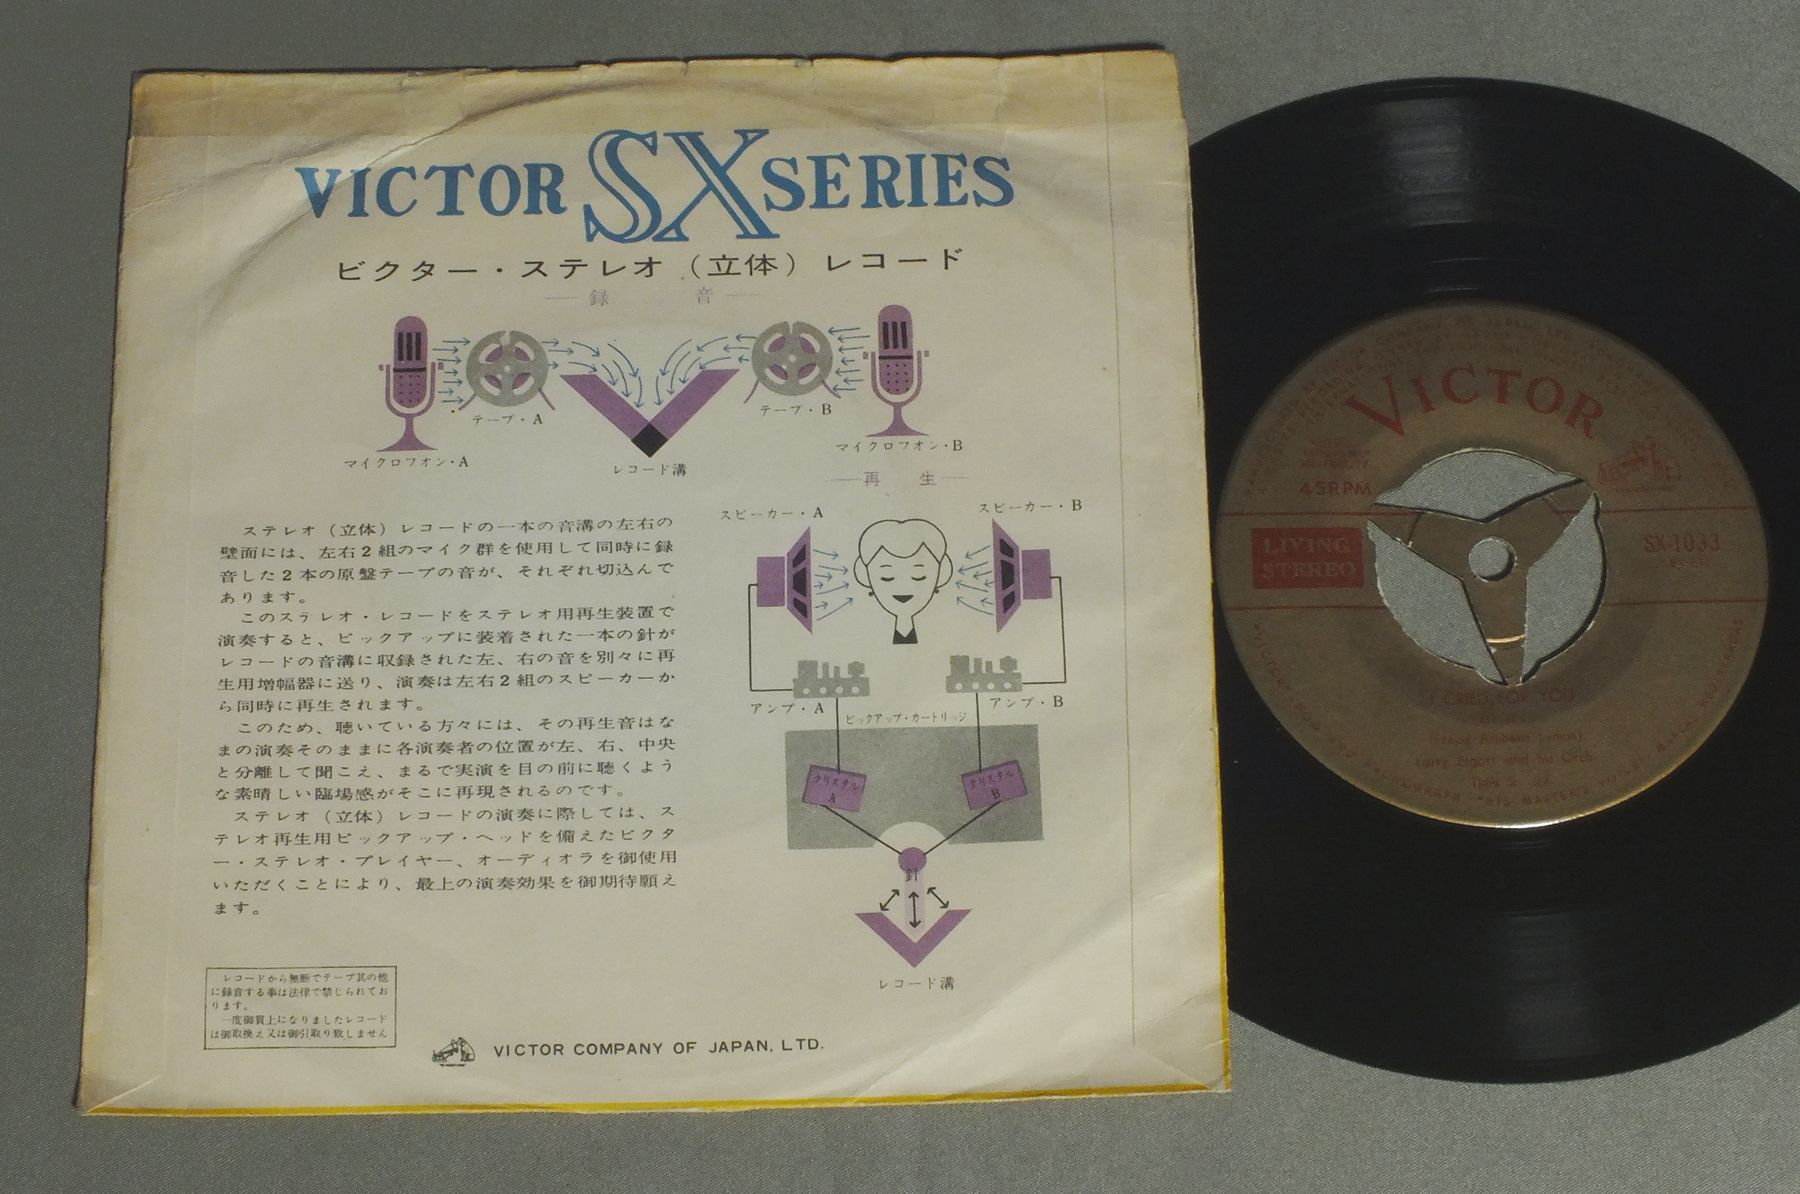 VICTOR SX SERIES
ビクター・ステレオ（立体）レコード
録 音
テープ・A
テープ・B
マイクロフオン・A
レコード溝
マイクロフオン・B
再 生
スピーカー・A
スピーカー・B
アンプ・A
アンプ・B
ピックアップ・カートリッジ
クリスタル
A
クリスタル
B
針
レコード溝
ステレオ（立体）レコードの一本の音溝の左右の
壁面には、左右2組のマイク群を使用して同時に録
音した2本の原盤テープの音が、それぞれ切込んで
あります。
このステレオ・レコードをステレオ用再生装置で
演奏すると、ピックアップに装着された一本の針が
レコードの音溝に収録された左、右の音を別々に再
生用増幅器に送り、演奏は左右2組のスピーカーか
ら同時に再生されます。
このため、聴いている方々には、その再生音はな
まの演奏そのままに各演奏者の位置が左、右、中央
と分離して聞こえ、まるで実演を目の前に聴くよう
な素晴しい臨場感がそこに再現されるのです。
ステレオ（立体）レコードの演奏に際しては、ス
テレオ再生用ピックアップ・ヘッドを備えたビクタ
ー・ステレオ・プレイヤー、オーディオラを御使用
いただくことにより、最上の演奏効果を御期待願え
ます。
レコードから無断でテープ其の他
に録音する事は法律で禁じられてお
ります。
一度御買上になりましたレコード
は御取換え又は御引取り致しません
VICTOR COMPANY OF JAPAN, LTD.
VICTOR
45RPM
LIVING
STEREO
SX-1033
CRIED FOR YOU
Larry Elgart and his Orch.